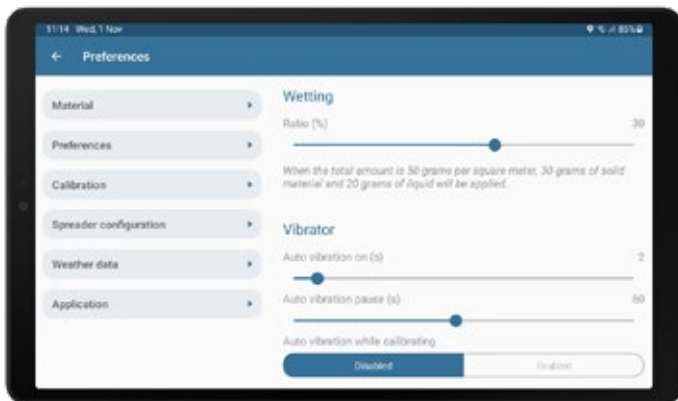 11:14 Wed, 1 Nov
85%
Preferences
Material
Preferences
Calibration
Spreader configuration
Weather data
Application
Wetting
Ratio (%)
30
When the total amount is 50 grams per square meter, 30 grams of solid
material and 20 grams of liquid will be applied.
Vibrator
Auto vibration on (s)
2
Auto vibration pause (s)
60
Auto vibration while calibrating
Disabled
Enabled